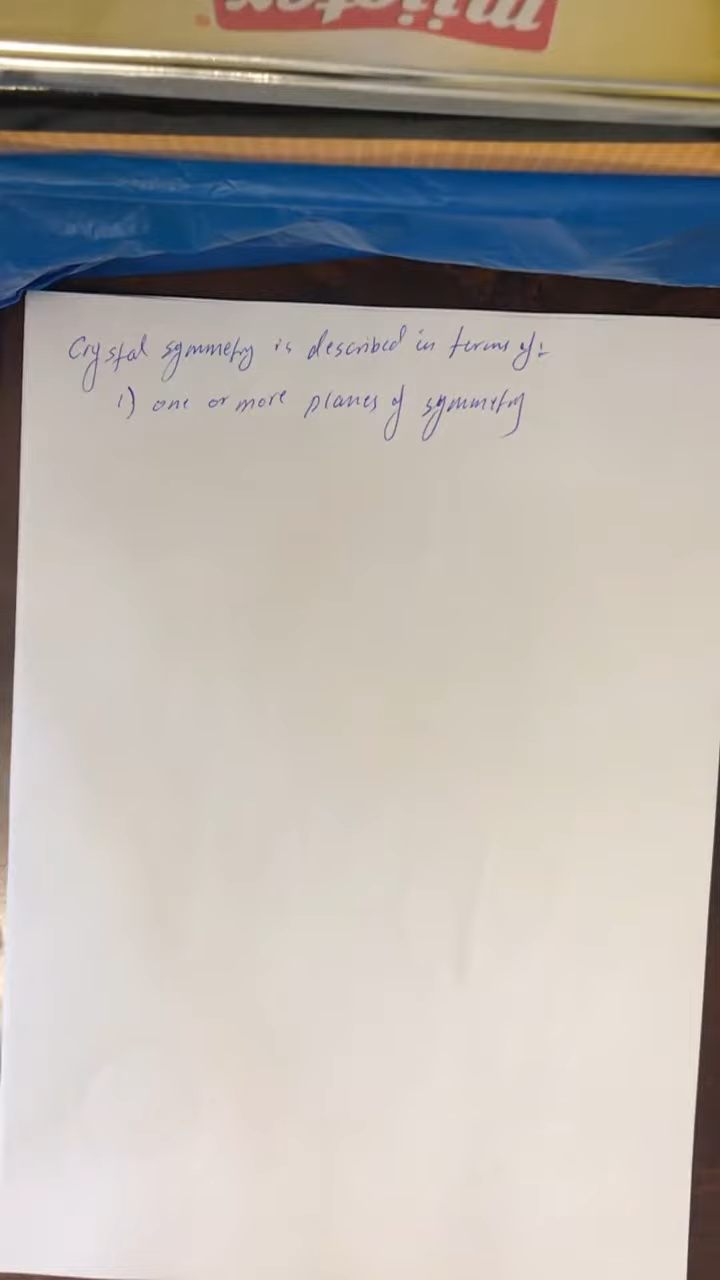 Crystal symmetry is described in terms of:
1) one or more planes of symmetry